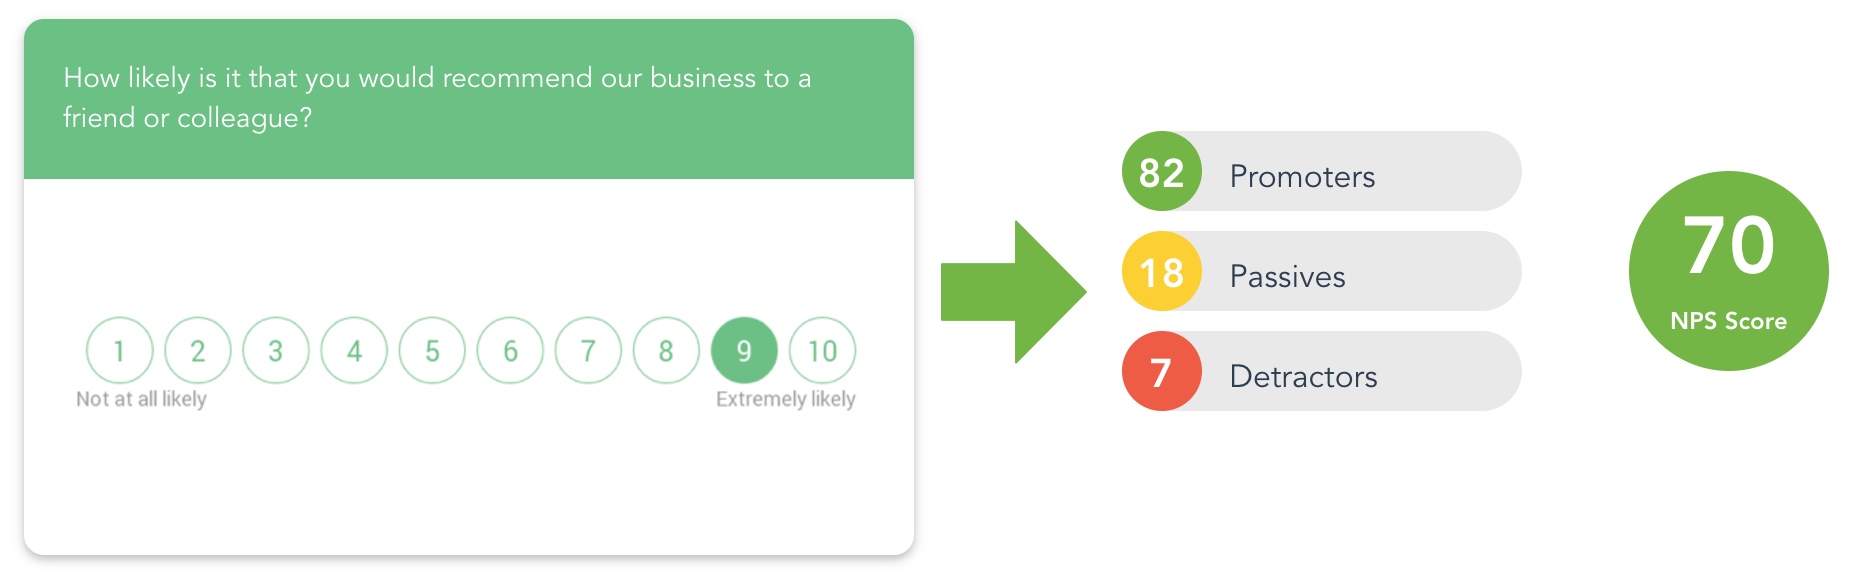 How likely is it that you would recommend our business to a
friend or colleague?
1 2 3 4 5 6 7 8 9 10
Not at all likely Extremely likely
82 Promoters
18 Passives
7 Detractors
70
NPS Score